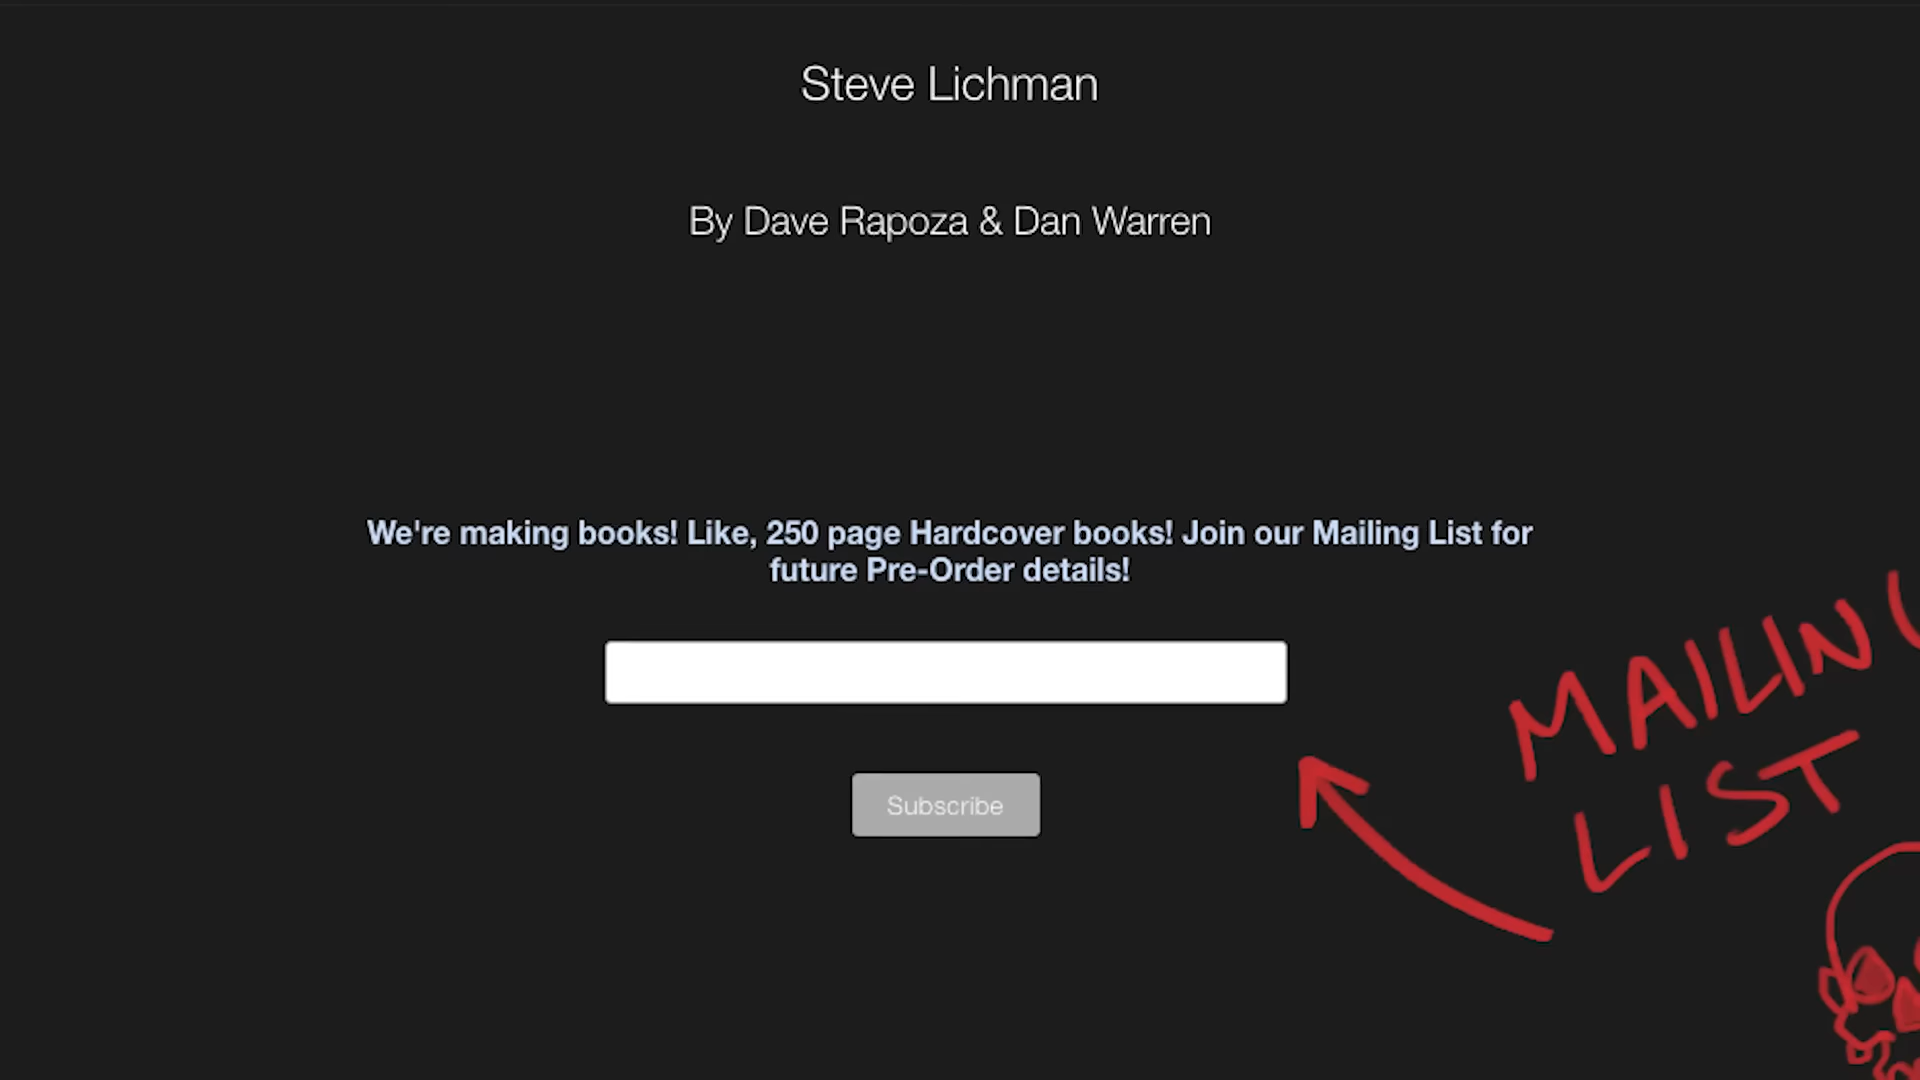 Steve Lichman
By Dave Rapoza & Dan Warren
We're making books! Like, 250 page Hardcover books! Join our Mailing List for
future Pre-Order details!
Subscribe
MAILIN
LIST